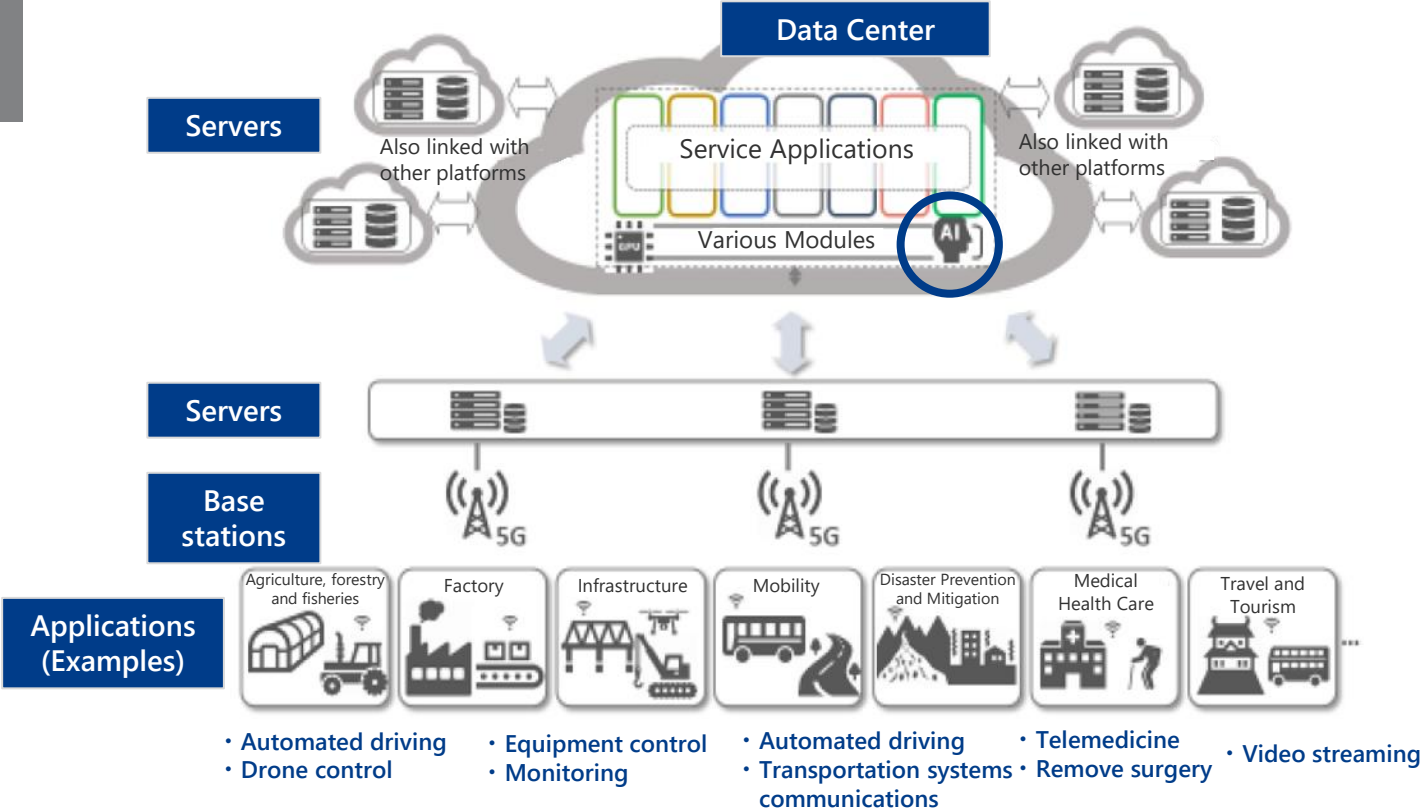 Data Center
Servers
Also linked with
other platforms
Service Applications
Also linked with
other platforms
GPU
Various Modules
AI
Servers
Base
stations
5G
5G
5G
Applications
(Examples)
Agriculture, forestry
and fisheries
Factory
Infrastructure
Mobility
Disaster Prevention
and Mitigation
Medical
Health Care
Travel and
Tourism
...
・Automated driving
・Drone control
・Equipment control
・Monitoring
・Automated driving
・Transportation systems
communications
・Telemedicine
・Remove surgery
・Video streaming